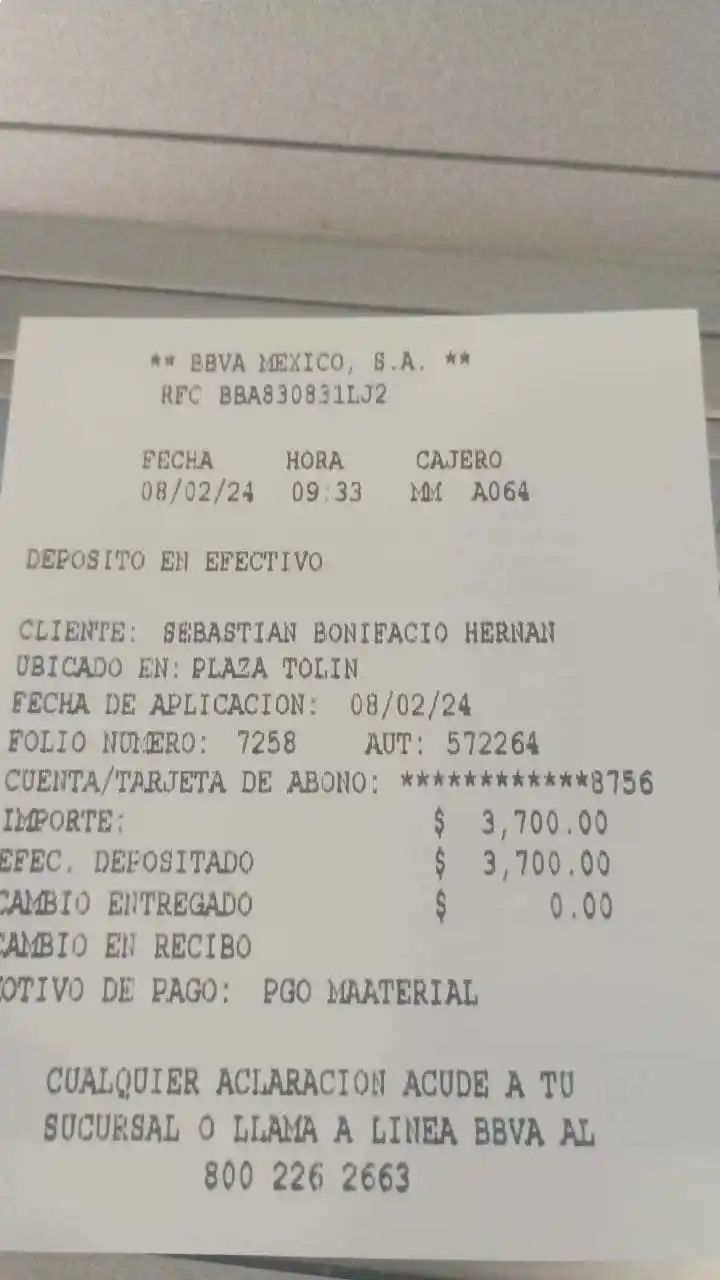 ** BBVA MEXICO, S.A. **
RFC BBA830831LJ2
FECHA HORA CAJERO
08/02/24 09:33 MM A064
DEPOSITO EN EFECTIVO
CLIENTE: SEBASTIAN BONIFACIO HERNAN
UBICADO EN: PLAZA TOLIN
FECHA DE APLICACION: 08/02/24
FOLIO NUMERO: 7258 AUT: 572264
CUENTA/TARJETA DE ABONO: ************8756
IMPORTE: $ 3,700.00
EFEC. DEPOSITADO $ 3,700.00
CAMBIO ENTREGADO $ 0.00
CAMBIO EN RECIBO
OTIVO DE PAGO: PGO MAATERIAL
CUALQUIER ACLARACION ACUDE A TU
SUCURSAL O LLAMA A LINEA BBVA AL
800 226 2663